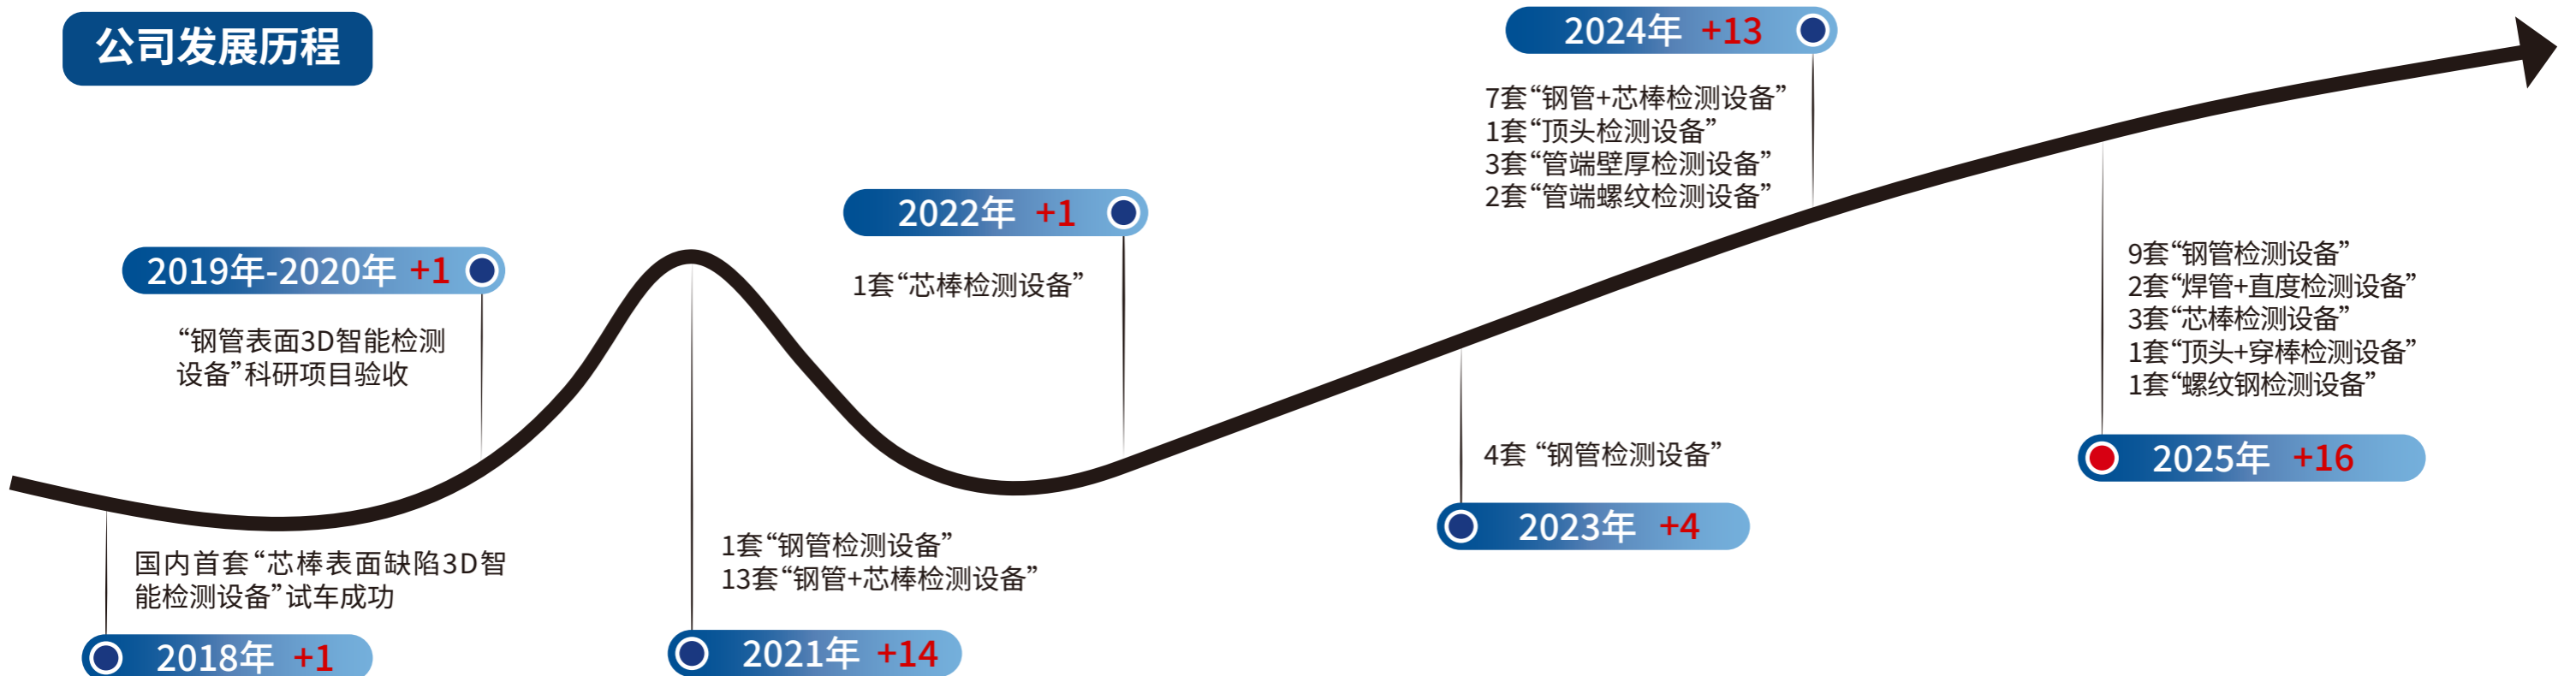 公司发展历程
2018年 +1
国内首套“芯棒表面缺陷3D智
能检测设备”试车成功
2019年-2020年 +1
“钢管表面3D智能检测
设备”科研项目验收
2021年 +14
1套“钢管检测设备”
13套“钢管+芯棒检测设备”
2022年 +1
1套“芯棒检测设备”
2023年 +4
4套 “钢管检测设备”
2024年 +13
7套“钢管+芯棒检测设备”
1套“顶头检测设备”
3套“管端壁厚检测设备”
2套“管端螺纹检测设备”
2025年 +16
9套“钢管检测设备”
2套“焊管+直度检测设备”
3套“芯棒检测设备”
1套“顶头+穿棒检测设备”
1套“螺纹钢检测设备”